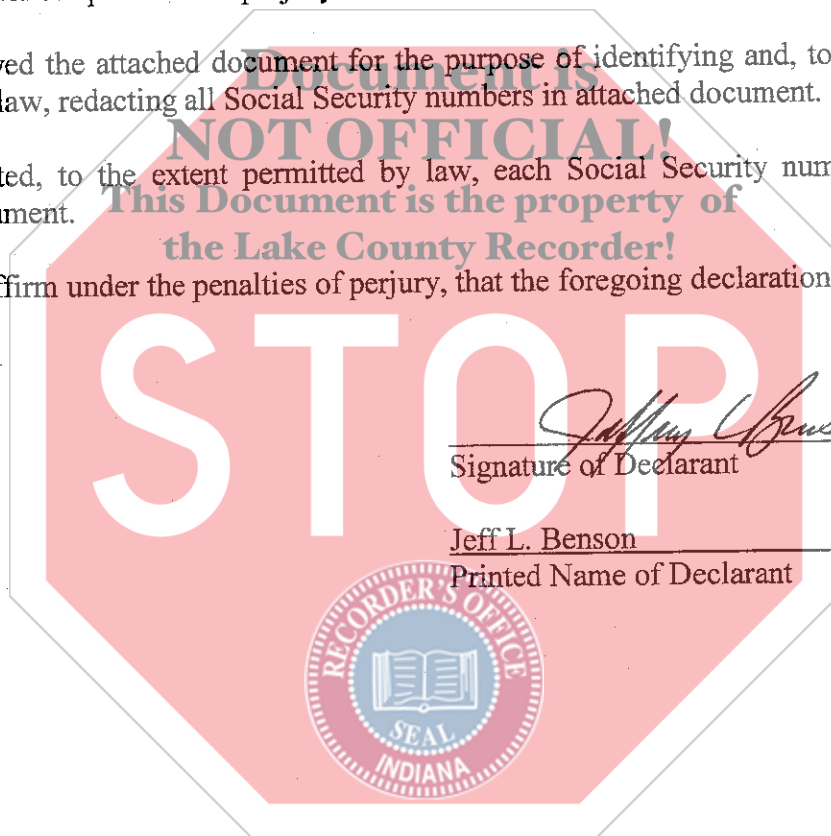 ved the attached document for the purpose of identifying and, to
Document is
law, redacting all Social Security numbers in attached document.
NOT OFFICIAL!
ted, to the extent permitted by law, each Social Security num
ument.
This Document is the property of
the Lake County Recorder!
ffirm under the penalties of perjury, that the foregoing declaration
STOP
Signature of Declarant
Jeff L. Benson
Printed Name of Declarant
RECORDER'S OFFICE
SEAL
INDIANA